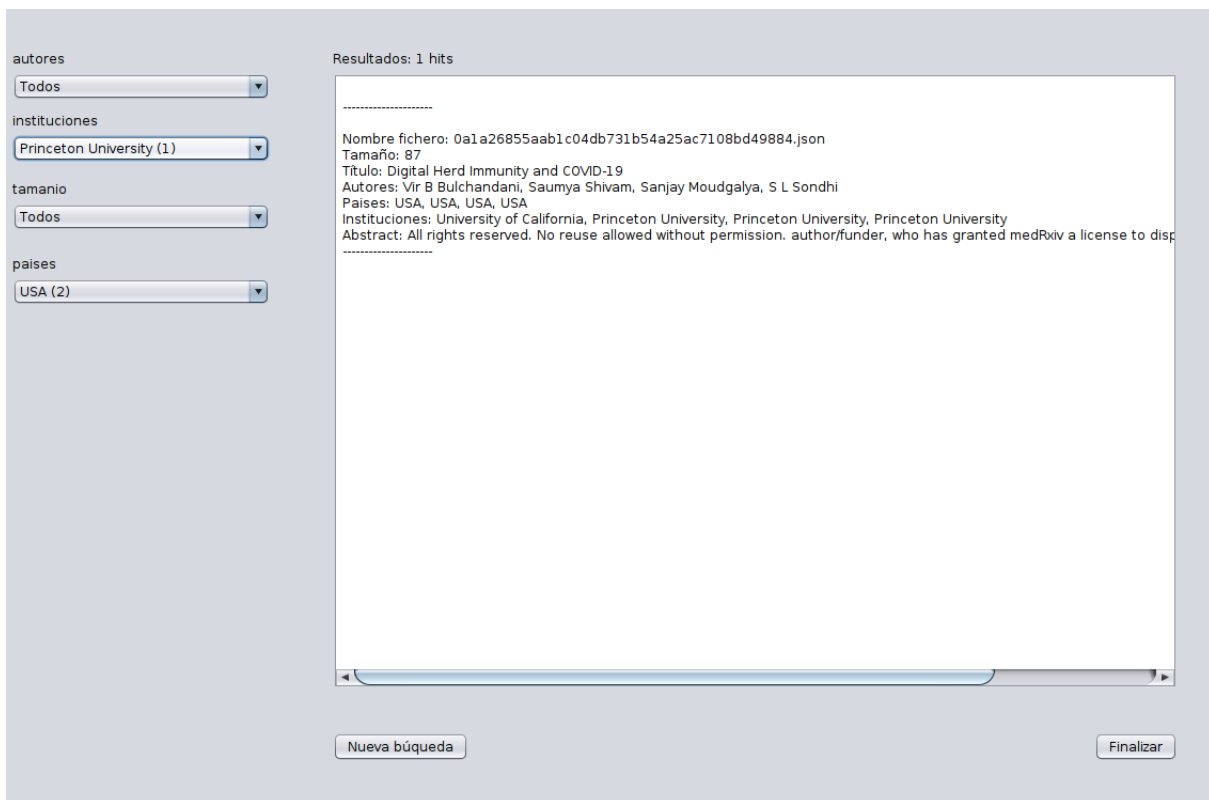 autores
Todos
instituciones
Princeton University (1)
tamanio
Todos
paises
USA (2)
Resultados: 1 hits
--------------------
Nombre fichero: 0a1a26855aab1c04db731b54a25ac7108bd49884.json
Tamaño: 87
Título: Digital Herd Immunity and COVID-19
Autores: Vir B Bulchandani, Saumya Shivam, Sanjay Moudgalya, S L Sondhi
Paises: USA, USA, USA, USA
Instituciones: University of California, Princeton University, Princeton University, Princeton University
Abstract: All rights reserved. No reuse allowed without permission. author/funder, who has granted medRxiv a license to disp
--------------------
Nueva búqueda
Finalizar